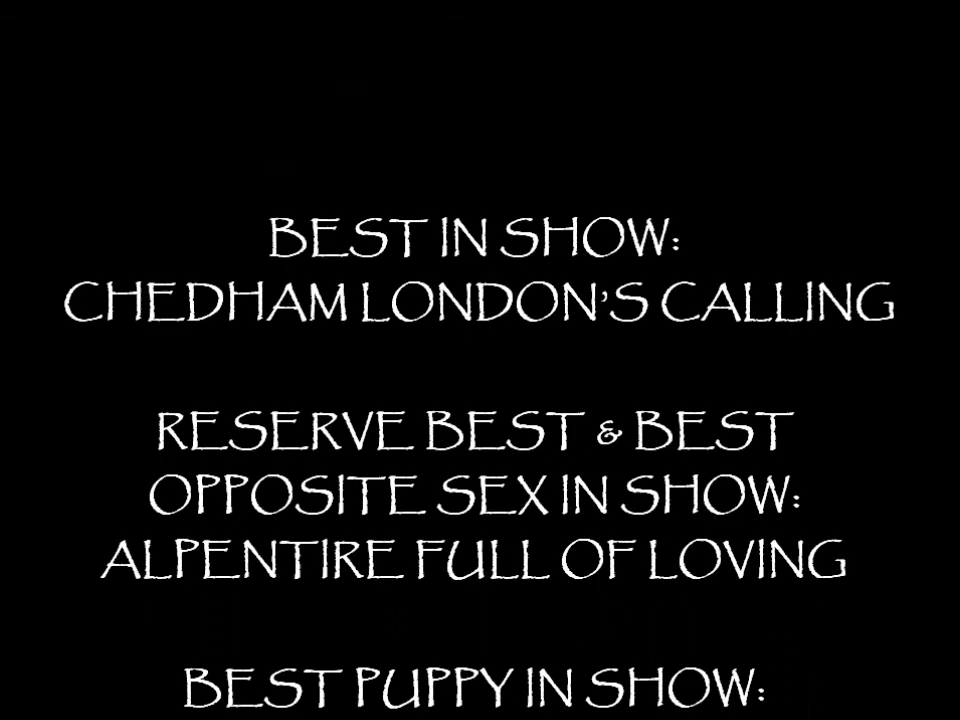 BEST IN SHOW:
CHEDHAM LONDON'S CALLING
RESERVE BEST & BEST
OPPOSITE SEX IN SHOW:
ALPENTIRE FULL OF LOVING
BEST PUPPY IN SHOW: